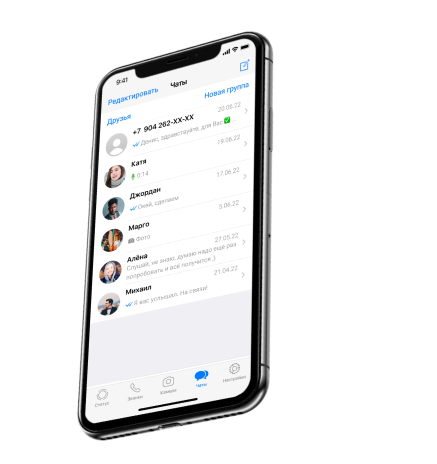 9:41
Редактировать Чаты
Друзья Новая группа
+7 904 262-XX-XX 20.06.22
Денис, здравствуйте, для Вас ✅
Катя 19.06.22
0:14
Джордан 17.06.22
Окей, сделаем
Марго 5.06.22
Фото
Алёна 27.05.22
Слушай, не знаю, думаю надо ещё раз
попробовать и всё получится.)
Михаил 21.04.22
Я вас услышал. На связи!
Статус Звонки Камера Чаты Настройки